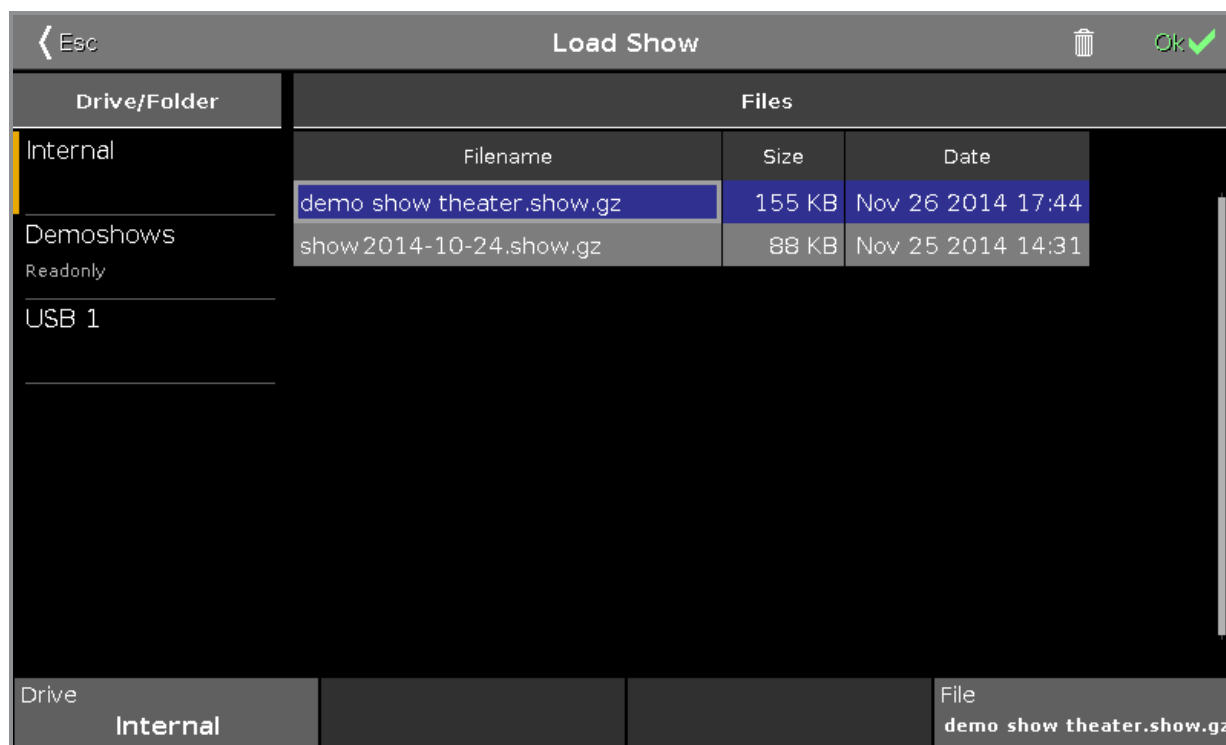 Esc Load Show Ok
Drive/Folder Files
Internal
Filename Size Date
demo show theater.show.gz 155 KB Nov 26 2014 17:44
Demoshows
Readonly
show 2014-10-24.show.gz 88 KB Nov 25 2014 14:31
USB 1
Drive
Internal
File
demo show theater.show.gz